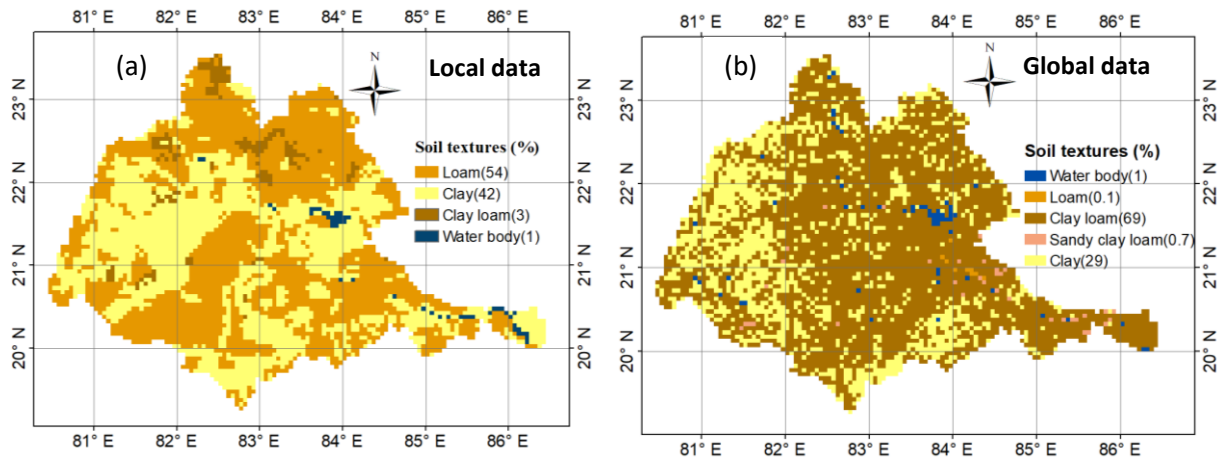 81° E 82° E 83° E 84° E 85° E 86° E
(a)
N
Local data
23° N
22° N
21° N
20° N
Soil textures (%)
Loam(54)
Clay(42)
Clay loam(3)
Water body(1)
23° N
22° N
21° N
20° N
81° E 82° E 83° E 84° E 85° E 86° E
81° E 82° E 83° E 84° E 85° E 86° E
(b)
N
Global data
23° N
22° N
21° N
20° N
Soil textures (%)
Water body(1)
Loam(0.1)
Clay loam(69)
Sandy clay loam(0.7)
Clay(29)
23° N
22° N
21° N
20° N
81° E 82° E 83° E 84° E 85° E 86° E